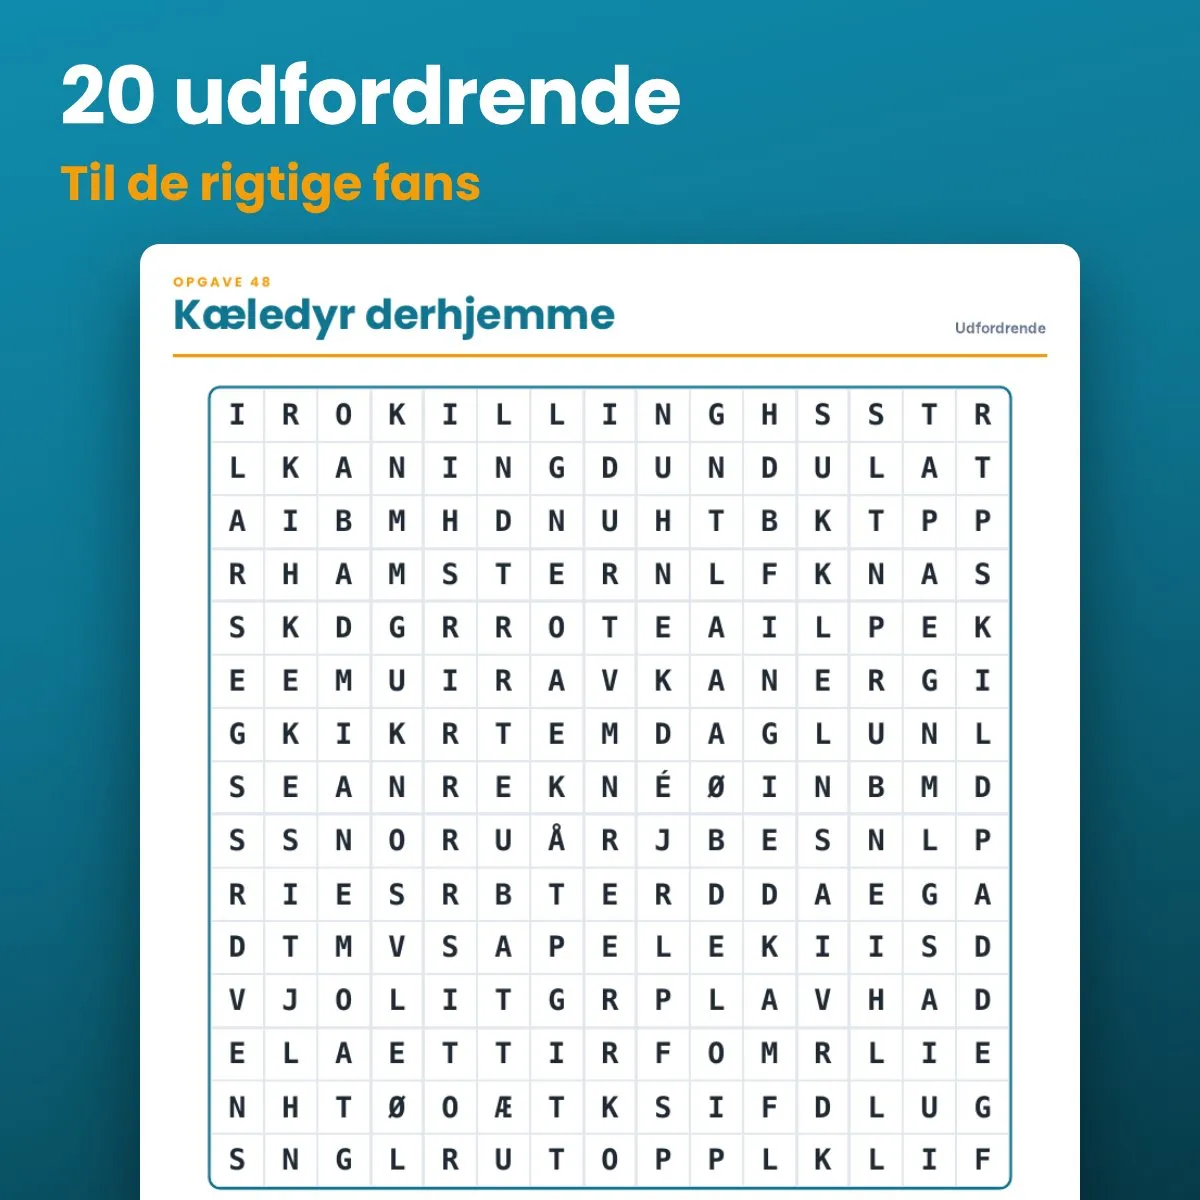 20 udfordrende
Til de rigtige fans
OPGAVE 48
Kæledyr derhjemme
Udfordrende
I R O K I L L I N G H S S T R
L K A N I N G D U N D U L A T
A I B M H D N U H T B K T P P
R H A M S T E R N L F K N A S
S K D G R R O T E A I L P E K
E E M U I R A V K A N E R G I
G K I K R T E M D A G L U N L
S E A N R E K N É Ø I N B M D
S S N O R U Å R J B E S N L P
R I E S R B T E R D D A E G A
D T M V S A P E L E K I I S D
V J O L I T G R P L A V H A D
E L A E T T I R F O M R L I E
N H T Ø O Æ T K S I F D L U G
S N G L R U T O P P L K L I F